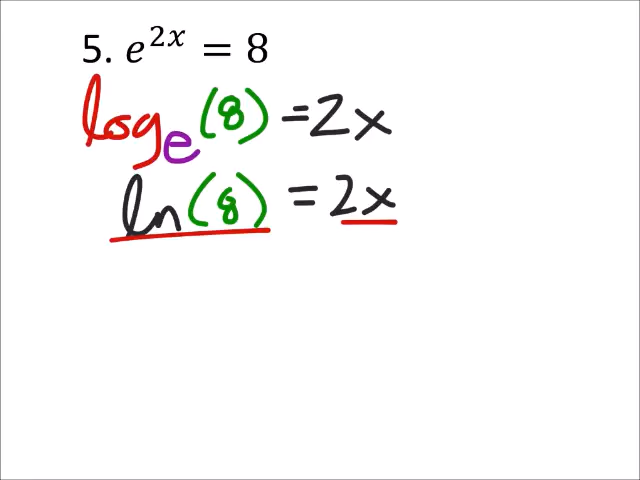 5. e^{2x} = 8
log_e (8) = 2x
ln (8) = 2x